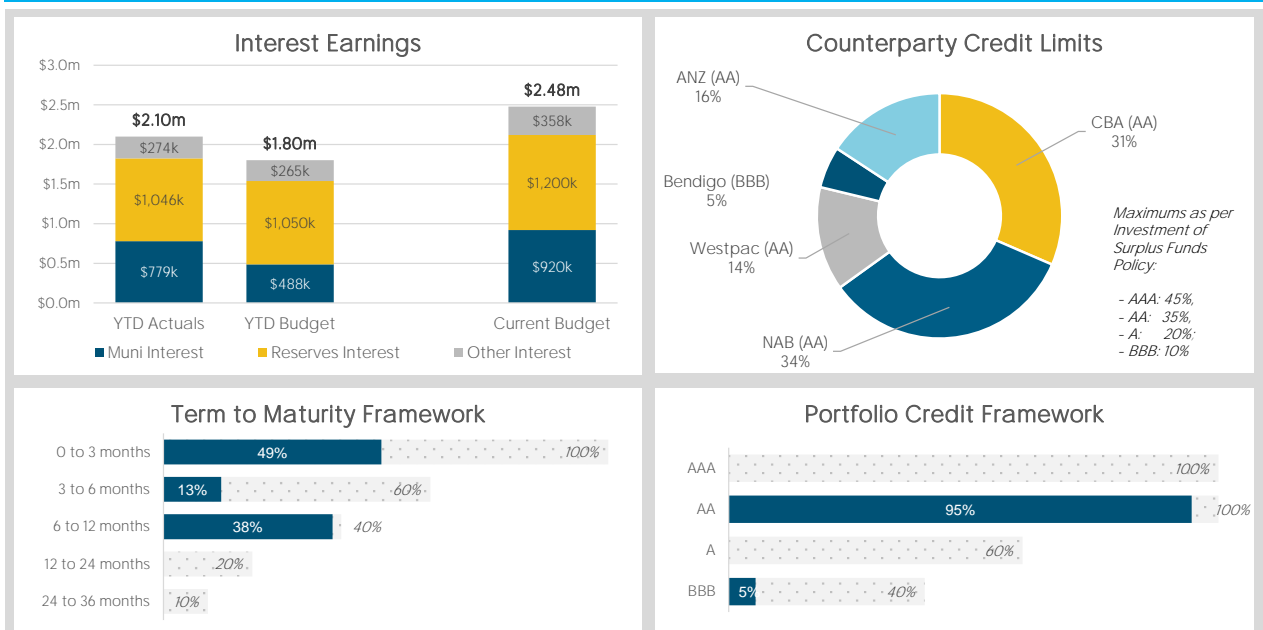 Interest Earnings
$3.0m
$2.5m
$2.0m
$1.5m
$1.0m
$0.5m
$0.0m
$2.10m
$274k
$1,046k
$779k
$1.80m
$265k
$1,050k
$488k
$2.48m
$358k
$1,200k
$920k
YTD Actuals
YTD Budget
Current Budget
Muni Interest
Reserves Interest
Other Interest
Counterparty Credit Limits
ANZ (AA)
16%
CBA (AA)
31%
Bendigo (BBB)
5%
Westpac (AA)
14%
NAB (AA)
34%
Maximums as per
Investment of
Surplus Funds
Policy:
- AAA: 45%,
- AA: 35%,
- A: 20%;
- BBB: 10%
Term to Maturity Framework
0 to 3 months 49% 100%
3 to 6 months 13% 60%
6 to 12 months 38% 40%
12 to 24 months 20%
24 to 36 months 10%
Portfolio Credit Framework
AAA 100%
AA 95% 100%
A 60%
BBB 5% 40%